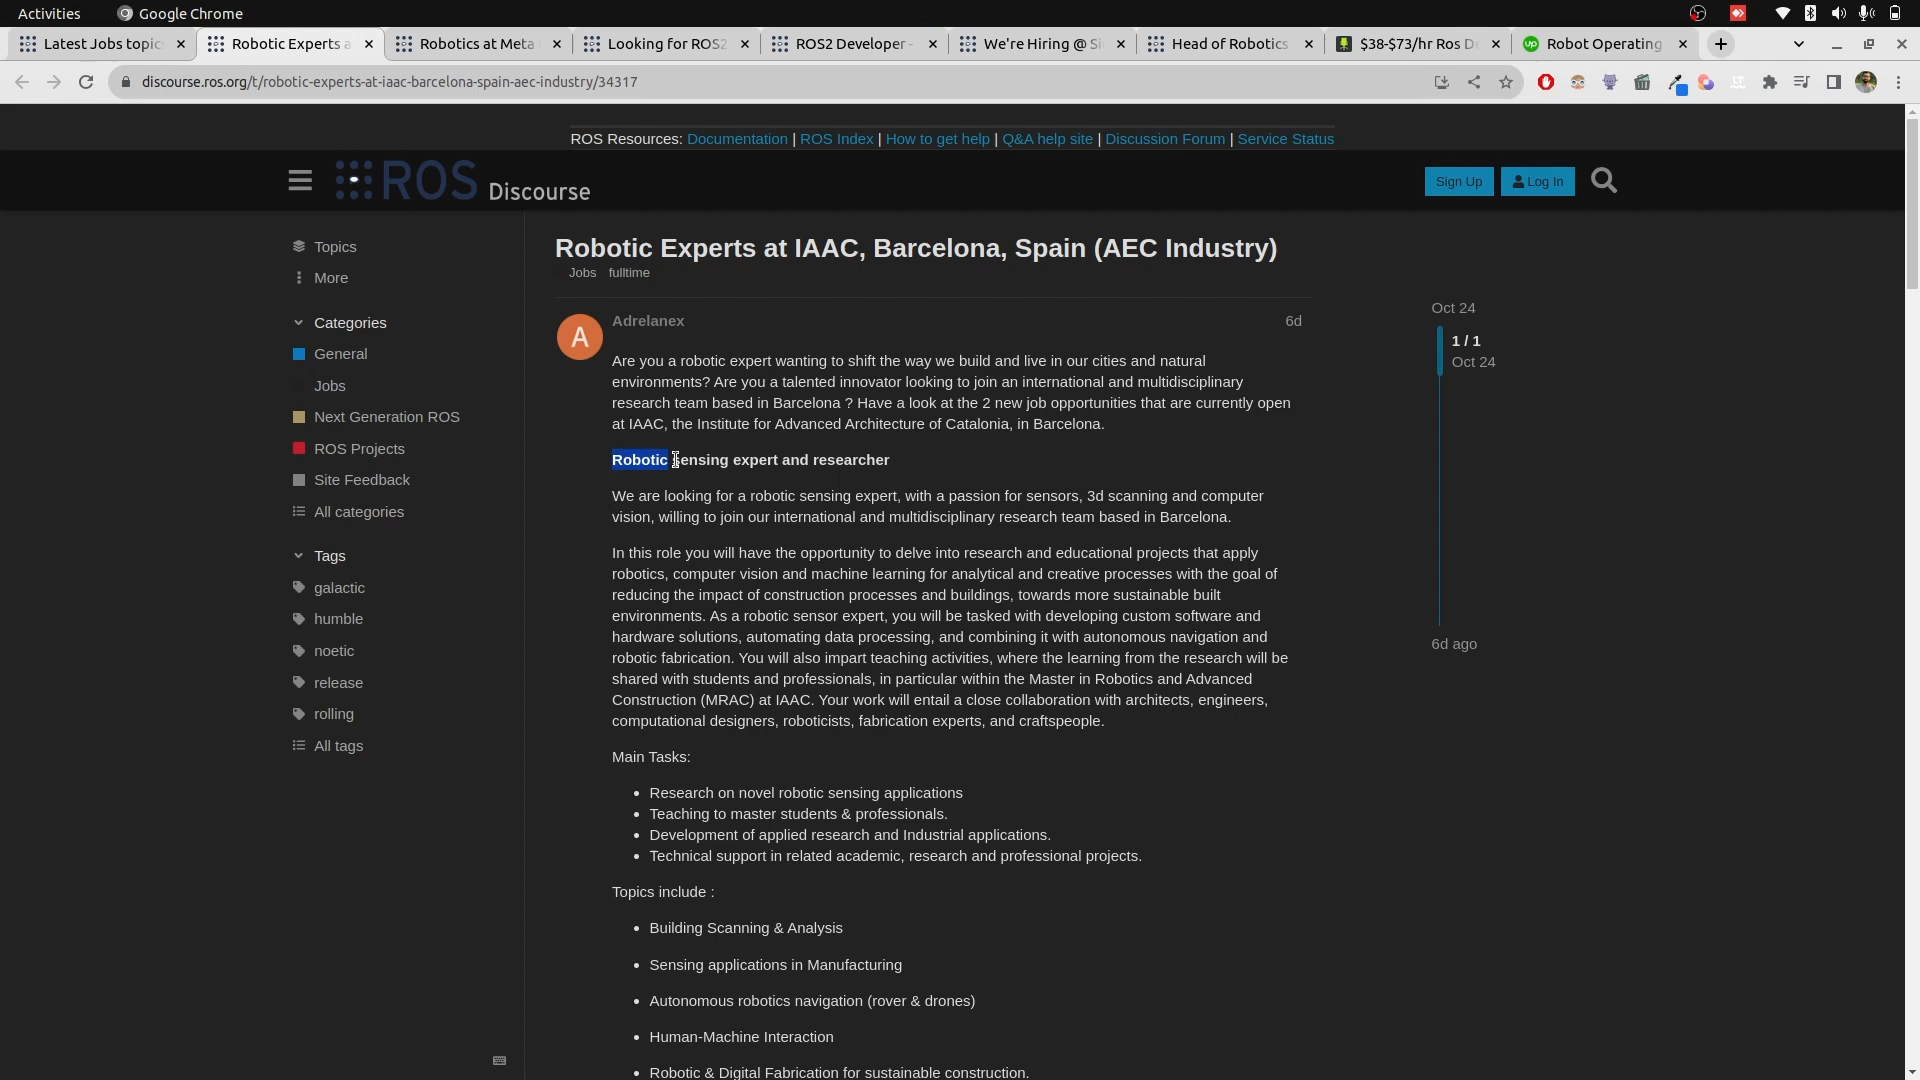 Activities Google Chrome
Latest Jobs topic Robotic Experts a Robotics at Meta Looking for ROS2 ROS2 Developer - We're Hiring @ Si Head of Robotics $38-$73/hr Ros De Robot Operating
discourse.ros.org/t/robotic-experts-at-iaac-barcelona-spain-aec-industry/34317
ROS Resources: Documentation | ROS Index | How to get help | Q&A help site | Discussion Forum | Service Status
ROS Discourse
Sign Up Log In
Topics
More
Categories
General
Jobs
Next Generation ROS
ROS Projects
Site Feedback
All categories
Tags
galactic
humble
noetic
release
rolling
All tags
Robotic Experts at IAAC, Barcelona, Spain (AEC Industry)
Jobs fulltime
A Adrelanex 6d
Are you a robotic expert wanting to shift the way we build and live in our cities and natural
environments? Are you a talented innovator looking to join an international and multidisciplinary
research team based in Barcelona ? Have a look at the 2 new job opportunities that are currently open
at IAAC, the Institute for Advanced Architecture of Catalonia, in Barcelona.
Robotic sensing expert and researcher
We are looking for a robotic sensing expert, with a passion for sensors, 3d scanning and computer
vision, willing to join our international and multidisciplinary research team based in Barcelona.
In this role you will have the opportunity to delve into research and educational projects that apply
robotics, computer vision and machine learning for analytical and creative processes with the goal of
reducing the impact of construction processes and buildings, towards more sustainable built
environments. As a robotic sensor expert, you will be tasked with developing custom software and
hardware solutions, automating data processing, and combining it with autonomous navigation and
robotic fabrication. You will also impart teaching activities, where the learning from the research will be
shared with students and professionals, in particular within the Master in Robotics and Advanced
Construction (MRAC) at IAAC. Your work will entail a close collaboration with architects, engineers,
computational designers, roboticists, fabrication experts, and craftspeople.
Main Tasks:
Research on novel robotic sensing applications
Teaching to master students & professionals.
Development of applied research and Industrial applications.
Technical support in related academic, research and professional projects.
Topics include :
Building Scanning & Analysis
Sensing applications in Manufacturing
Autonomous robotics navigation (rover & drones)
Human-Machine Interaction
Robotic & Digital Fabrication for sustainable construction.
Oct 24
1 / 1
Oct 24
6d ago